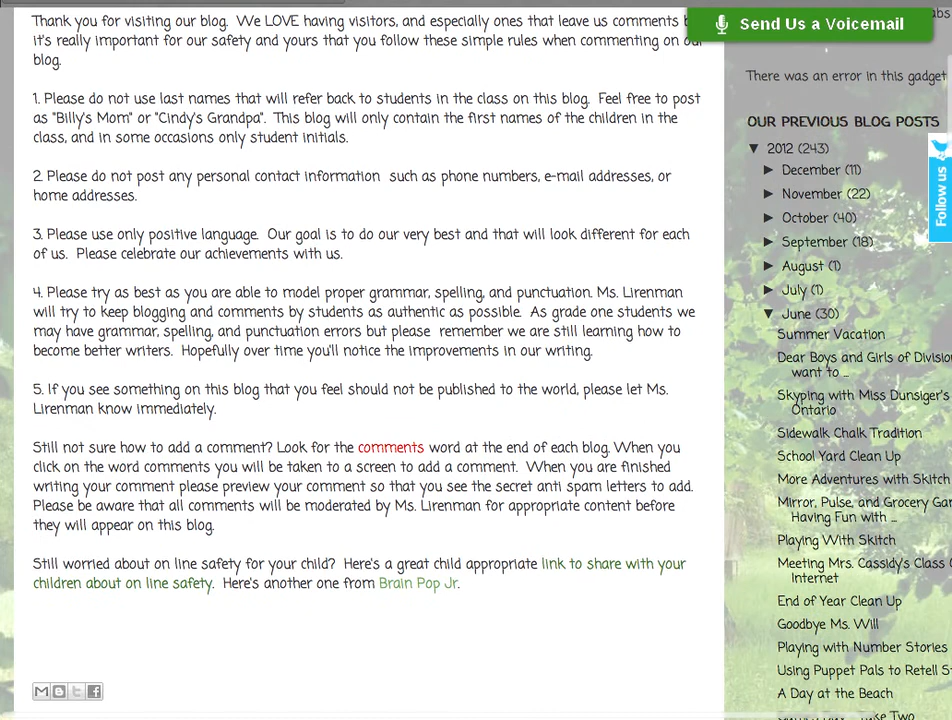 Thank you for visiting our blog. We LOVE having visitors, and especially ones that leave us comments
it's really important for our safety and yours that you follow these simple rules when commenting on our
blog.
1. Please do not use last names that will refer back to students in the class on this blog. Feel free to post
as "Billy's Mom" or "Cindy's Grandpa". This blog will only contain the first names of the children in the
class, and in some occasions only student initials.
2. Please do not post any personal contact information such as phone numbers, e-mail addresses, or
home addresses.
3. Please use only positive language. Our goal is to do our very best and that will look different for each
of us. Please celebrate our achievements with us.
4. Please try as best as you are able to model proper grammar, spelling, and punctuation. Ms. Lirenman
will try to keep blogging and comments by students as authentic as possible. As grade one students we
may have grammar, spelling, and punctuation errors but please remember we are still learning how to
become better writers. Hopefully over time you'll notice the improvements in our writing.
5. If you see something on this blog that you feel should not be published to the world, please let Ms.
Lirenman know immediately.
Still not sure how to add a comment? Look for the comments word at the end of each blog. When you
click on the word comments you will be taken to a screen to add a comment. When you are finished
writing your comment please preview your comment so that you see the secret anti spam letters to add.
Please be aware that all comments will be moderated by Ms. Lirenman for appropriate content before
they will appear on this blog.
Still worried about on line safety for your child? Here's a great child appropriate link to share with your
children about on line safety. Here's another one from Brain Pop Jr.
Send Us a Voicemail
There was an error in this gadget
OUR PREVIOUS BLOG POSTS
▼ 2012 (243)
► December (11)
► November (22)
► October (40)
► September (18)
► August (1)
► July (1)
▼ June (30)
Summer Vacation
Dear Boys and Girls of
want to ...
Skyping with Miss Dunsiger's
Ontario
Sidewalk Chalk Tradition
School Yard Clean Up
More Adventures with Skitch
Mirror, Pulse, and Grocery
Having Fun with ...
Playing With Skitch
Meeting Mrs. Cassidy's Class
Internet
End of Year Clean Up
Goodbye Ms. Will
Playing with Number Stories
Using Puppet Pals to Retell
A Day at the Beach
Follow us